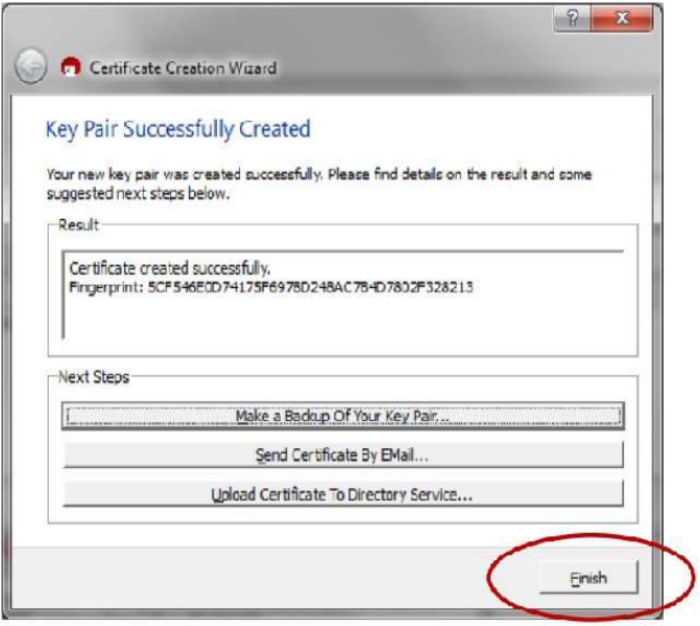 Certificate Creation Wizard
Key Pair Successfully Created
Your new key pair was created successfully. Please find details on the result and some
suggested next steps below.
Result
Certificate created successfully.
Fingerprint: 5CF546E0D74175F6978D248AC784D7802F328213
Next Steps
Make a Backup Of Your Key Pair...
Send Certificate By EMail...
Upload Certificate To Directory Service...
Finish